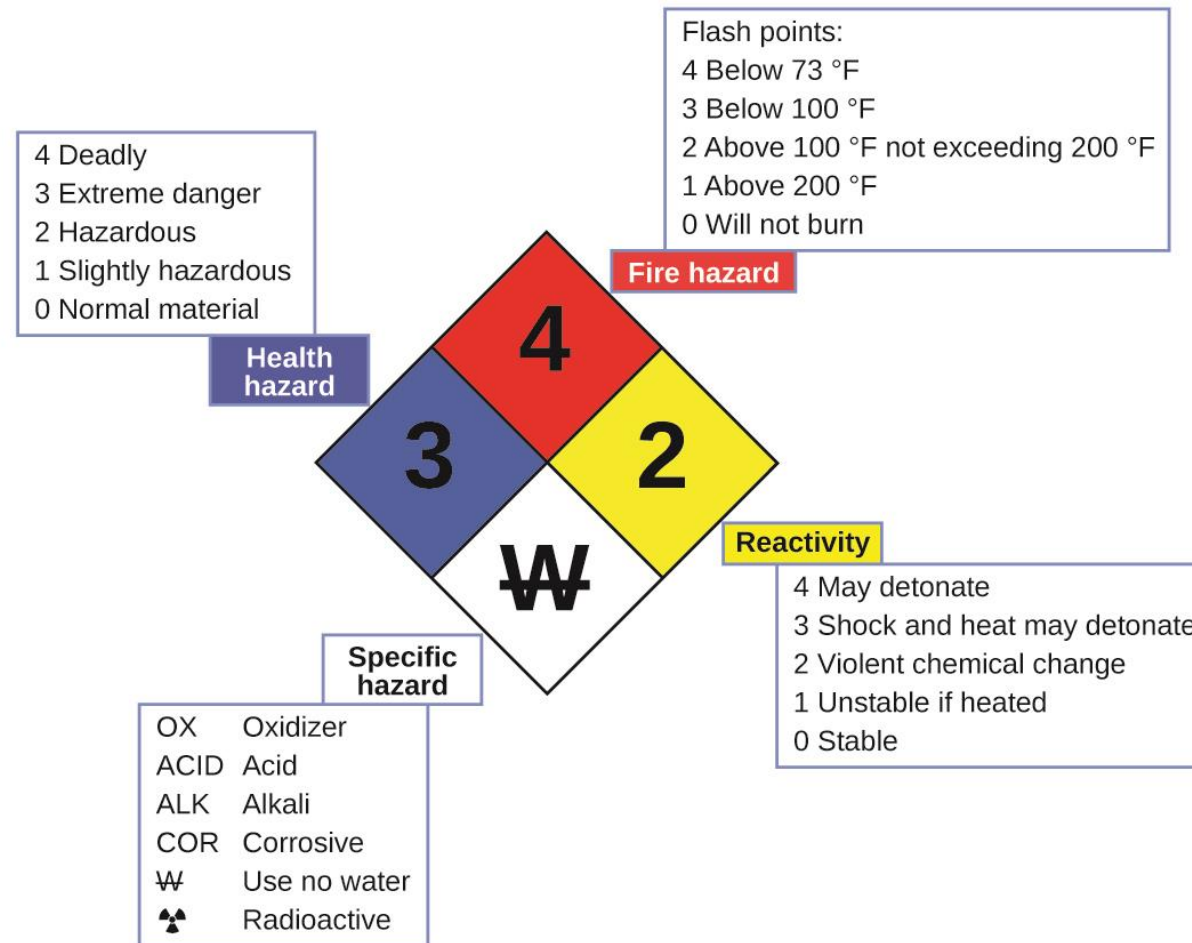 Flash points:
4 Below 73 °F
3 Below 100 °F
2 Above 100 °F not exceeding 200 °F
1 Above 200 °F
0 Will not burn
Fire hazard
4 Deadly
3 Extreme danger
2 Hazardous
1 Slightly hazardous
0 Normal material
Health
hazard
4
3
2
W
Reactivity
4 May detonate
3 Shock and heat may detonate
2 Violent chemical change
1 Unstable if heated
0 Stable
Specific
hazard
OX Oxidizer
ACID Acid
ALK Alkali
COR Corrosive
W Use no water
☢ Radioactive